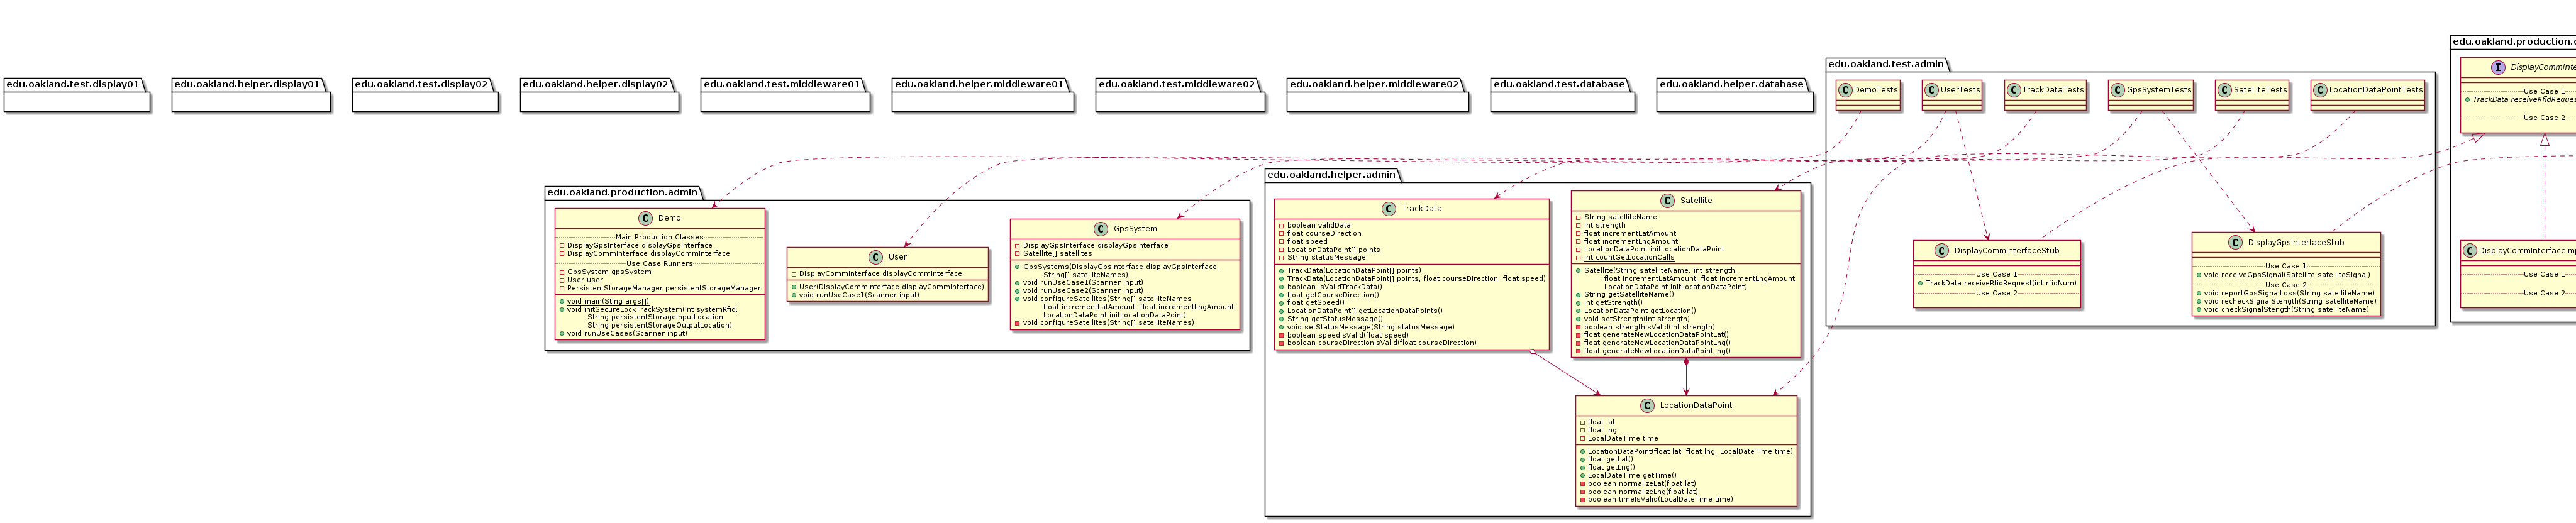 edu.oakland.test.display01
edu.oakland.helper.display01
edu.oakland.test.display02
edu.oakland.helper.display02
edu.oakland.test.middleware01
edu.oakland.helper.middleware01
edu.oakland.test.middleware02
edu.oakland.helper.middleware02
edu.oakland.test.database
edu.oakland.helper.database
edu.oakland.production.admin
C Demo
Main Production Classes
DisplayGpsInterface displayGpsInterface
DisplayCommInterface displayCommInterface
Use Case Runners
GpsSystem gpsSystem
User user
PersistentStorageManager persistentStorageManager
void main(Sting args[])
void initSecureLockTrackSystem(int systemRfid,
String persistentStorageInputLocation,
String persistentStorageOutputLocation)
void runUseCases(Scanner input)
C User
DisplayCommInterface displayCommInterface
User(DisplayCommInterface displayCommInterface)
void runUseCase1(Scanner input)
C GpsSystem
DisplayGpsInterface displayGpsInterface
Satellite[] satellites
GpsSystems(DisplayGpsInterface displayGpsInterface,
String[] satelliteNames)
void runUseCase1(Scanner input)
void runUseCase2(Scanner input)
void configureSatellites(String[] satelliteNames
float incrementLatAmount, float incrementLngAmount,
LocationDataPoint initLocationDataPoint)
void configureSatellites(String[] satelliteNames)
edu.oakland.helper.admin
C TrackData
boolean validData
float courseDirection
float speed
LocationDataPoint[] points
String statusMessage
TrackData(LocationDataPoint[] points)
TrackData(LocationDataPoint[] points, float courseDirection, float speed)
boolean isValidTrackData()
float getCourseDirection()
float getSpeed()
LocationDataPoint[] getLocationDataPoints()
String getStatusMessage()
void setStatusMessage(String statusMessage)
boolean speedIsValid(float speed)
boolean courseDirectionIsValid(float courseDirection)
C Satellite
String satelliteName
int strength
float incrementLatAmount
float incrementLngAmount
LocationDataPoint initLocationDataPoint
int countGetLocationCalls
Satellite(String satelliteName, int strength,
float incrementLatAmount, float incrementLngAmount,
LocationDataPoint initLocationDataPoint)
String getSatelliteName()
int getStrength()
LocationDataPoint getLocation()
void setStrength(int strength)
boolean strengthIsValid(int strength)
float generateNewLocationDataPointLat()
float generateNewLocationDataPointLng()
float generateNewLocationDataPointLng()
C LocationDataPoint
float lat
float lng
LocalDateTime time
LocationDataPoint(float lat, float lng, LocalDateTime time)
float getLat()
float getLng()
LocalDateTime getTime()
boolean normalizeLat(float lat)
boolean normalizeLng(float lat)
boolean timeIsValid(LocalDateTime time)
edu.oakland.test.admin
C DemoTests
C UserTests
C TrackDataTests
C GpsSystemTests
C SatelliteTests
C LocationDataPointTests
C DisplayCommInterfaceStub
Use Case 1
TrackData receiveRfidRequest(int rfidNum)
Use Case 2
C DisplayGpsInterfaceStub
Use Case 1
void receiveGpsSignal(Satellite satelliteSignal)
Use Case 2
void reportGpsSignalLoss(String satelliteName)
void recheckSignalStength(String satelliteName)
void checkSignalStength(String satelliteName)
edu.oakland.production.
I DisplayCommInte
Use Case 1
TrackData receiveRfidReques
Use Case 2
C DisplayCommInterfaceImp
Use Case 1
Use Case 2